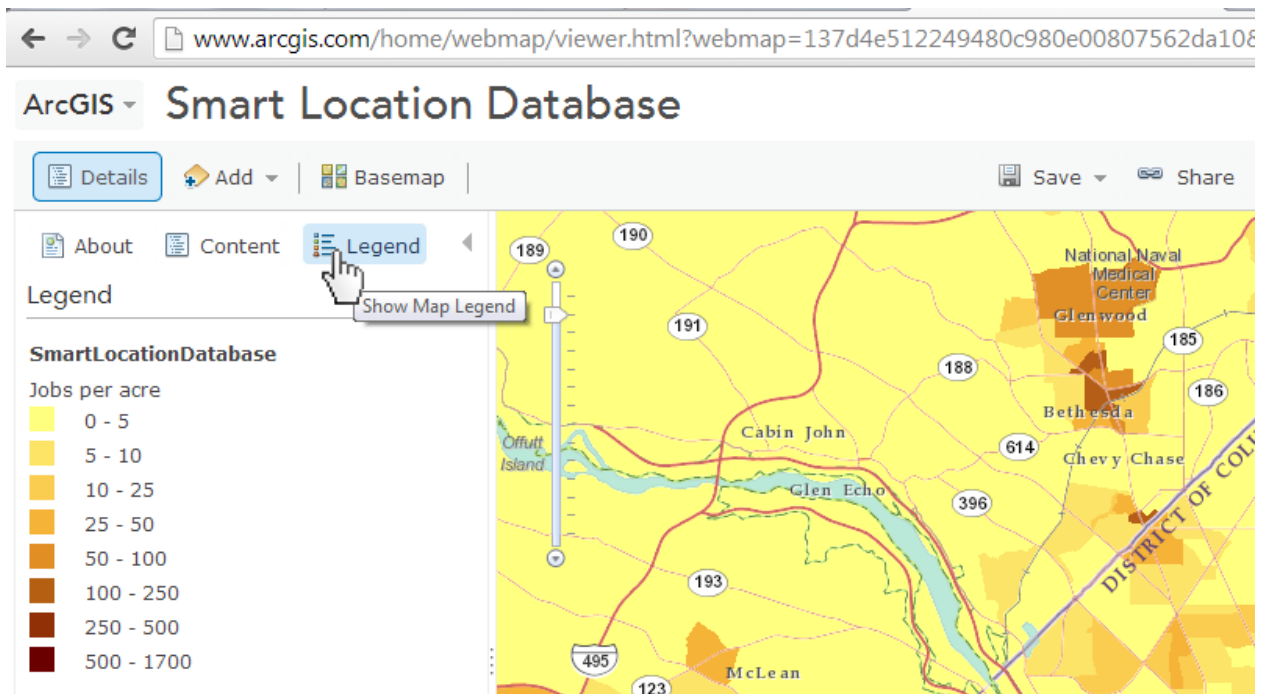 www.arcgis.com/home/webmap/viewer.html?webmap=137d4e512249480c980e00807562da10&
ArcGIS Smart Location Database
Details Add Basemap Save Share
About Content Legend
Show Map Legend
Legend
SmartLocationDatabase
Jobs per acre
0 - 5
5 - 10
10 - 25
25 - 50
50 - 100
100 - 250
250 - 500
500 - 1700
189
190
National Naval
Medical
Center
Glenwood
191
185
188
186
Bethesda
Cabin John
Offutt
Island
614
Chevy Chase
Glen Echo
396
DISTRICT OF COLU
193
495
McLean
123